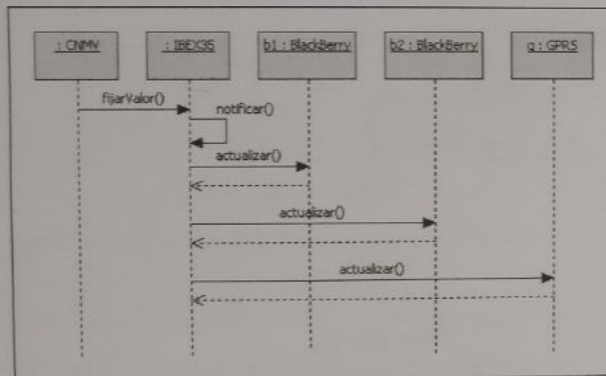 : CNMV
: IBEX35
b1 : BlackBerry
b2 : BlackBerry
g : GPRS
fijarValor()
notificar()
actualizar()
actualizar()
actualizar()